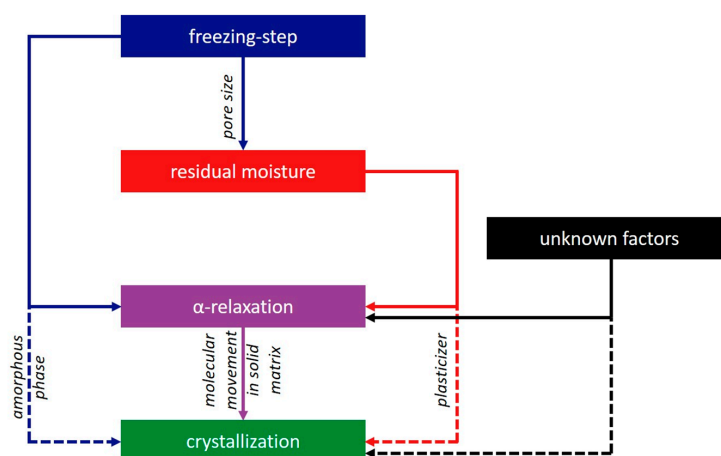 freezing-step
pore size
residual moisture
unknown factors
α-relaxation
amorphous
phase
molecular
movement
in solid
matrix
plasticizer
crystallization